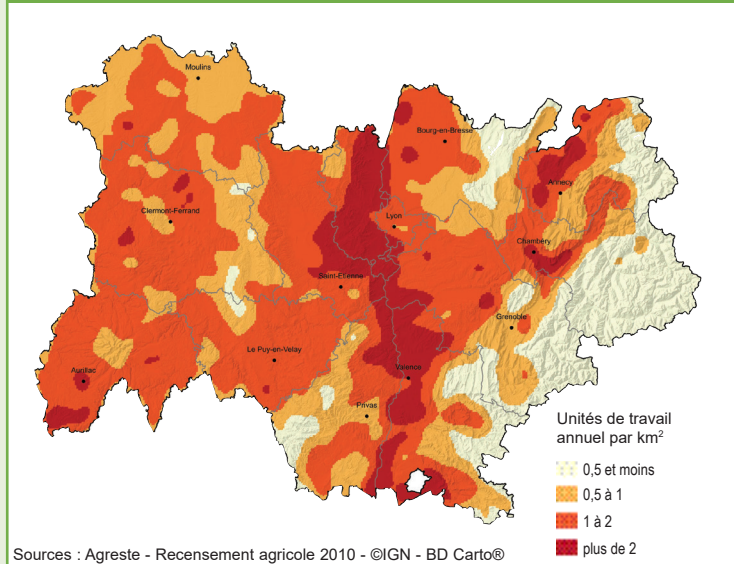 Moulins
Bourg-en-Bresse
Annecy
Clermont-Ferrand
Lyon
Chambéry
Saint-Etienne
Grenoble
Le Puy-en-Velay
Aurillac
Valence
Privas
Unités de travail
annuel par km²
0,5 et moins
0,5 à 1
1 à 2
plus de 2
Sources : Agreste - Recensement agricole 2010 - ©IGN - BD Carto®